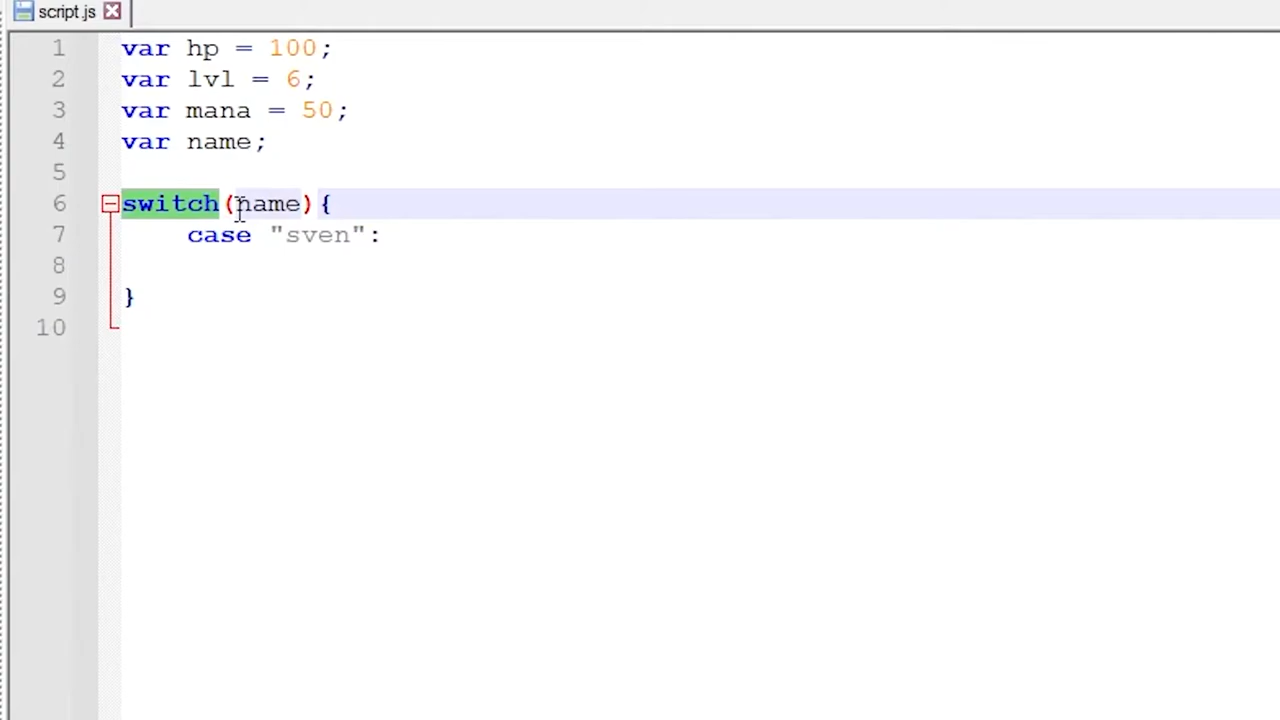 script.js
1 var hp = 100;
2 var lvl = 6;
3 var mana = 50;
4 var name;
5
6 switch(name){
7 case "sven":
8
9 }
10